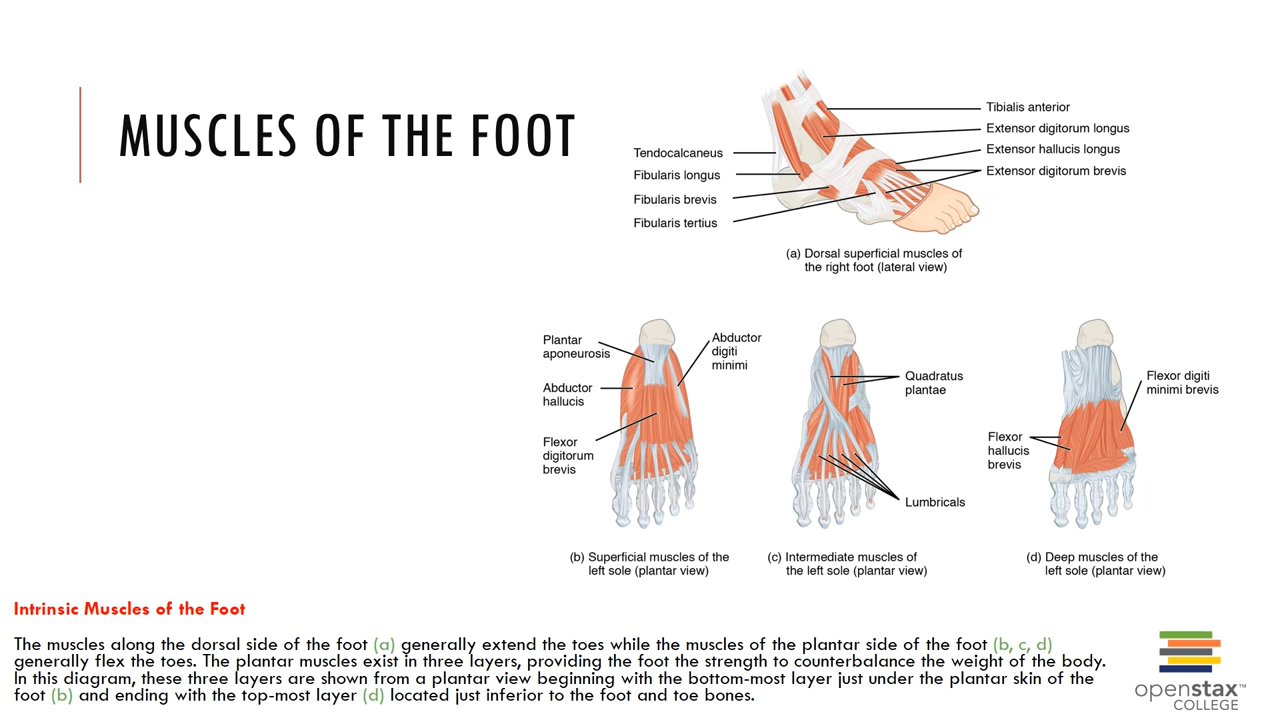 MUSCLES OF THE FOOT
Tendocalcaneus
Fibularis longus
Fibularis brevis
Fibularis tertius
Tibialis anterior
Extensor digitorum longus
Extensor hallucis longus
Extensor digitorum brevis
(a) Dorsal superficial muscles of
the right foot (lateral view)
Plantar
aponeurosis
Abductor
hallucis
Flexor
digitorum
brevis
Abductor
digiti
minimi
(b) Superficial muscles of the
left sole (plantar view)
Quadratus
plantae
Lumbricals
(c) Intermediate muscles of
the left sole (plantar view)
Flexor
hallucis
brevis
Flexor digiti
minimi brevis
(d) Deep muscles of the
left sole (plantar view)
Intrinsic Muscles of the Foot
The muscles along the dorsal side of the foot (a) generally extend the toes while the muscles of the plantar side of the foot (b, c, d)
generally flex the toes. The plantar muscles exist in three layers, providing the foot the strength to counterbalance the weight of the body.
In this diagram, these three layers are shown from a plantar view beginning with the bottom-most layer just under the plantar skin of the
foot (b) and ending with the top-most layer (d) located just inferior to the foot and toe bones.
openstax™
COLLEGE